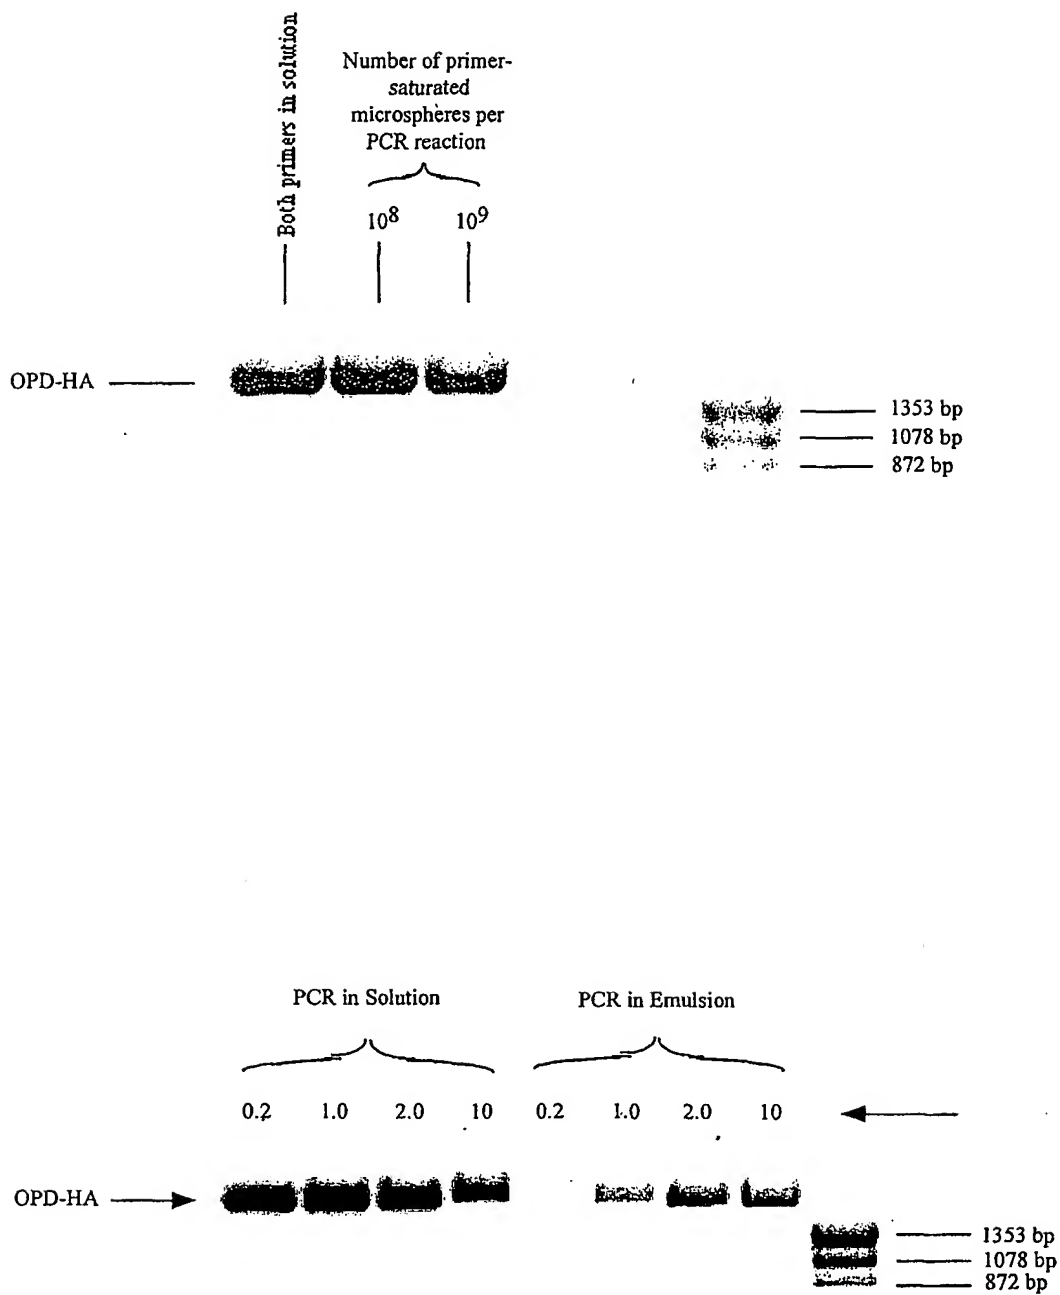 Both primers in solution
Number of primer-
saturated
microspheres per
PCR reaction
10⁸ 10⁹
OPD-HA
1353 bp
1078 bp
872 bp
PCR in Solution PCR in Emulsion
0.2 1.0 2.0 10 0.2 1.0 2.0 10
OPD-HA
1353 bp
1078 bp
872 bp